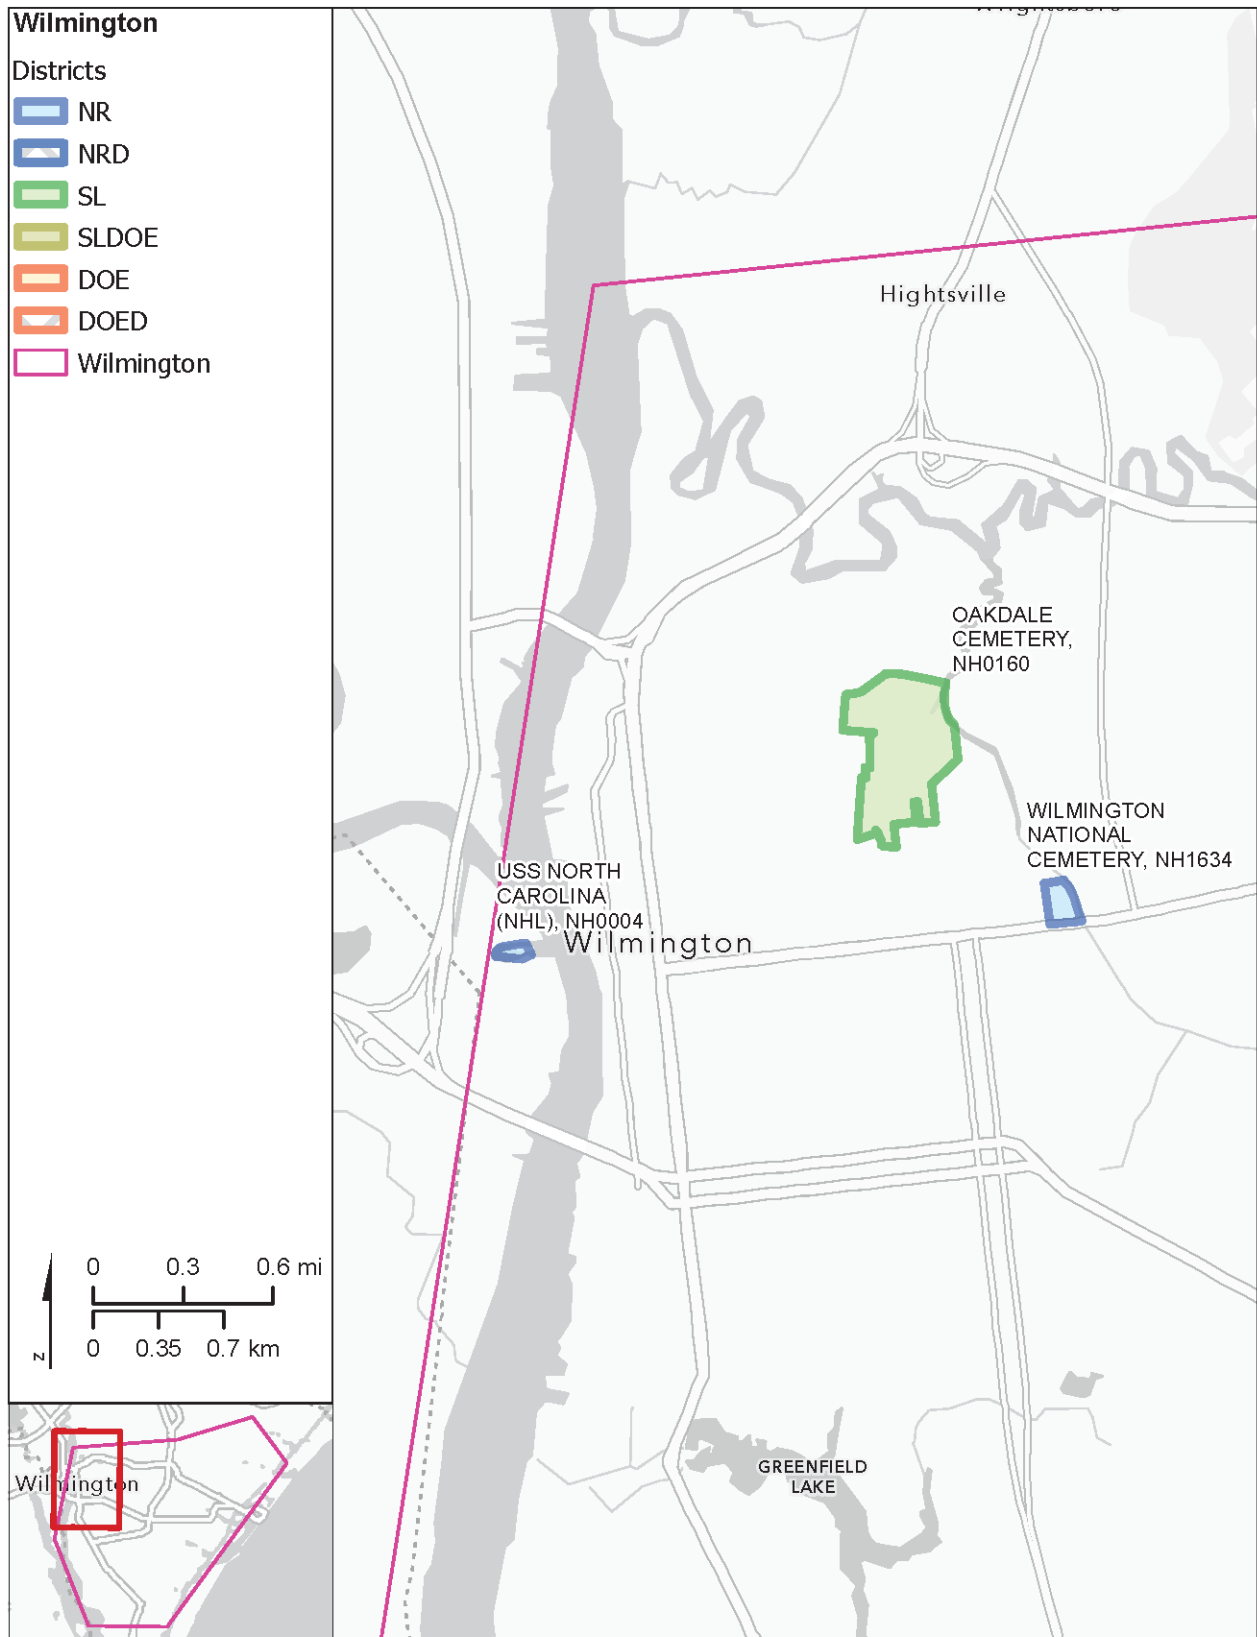 Wilmington
Districts
NR
NRD
SL
SLDOE
DOE
DOED
Wilmington
Hightsville
OAKDALE
CEMETERY,
NH0160
WILMINGTON
NATIONAL
CEMETERY, NH1634
USS NORTH
CAROLINA
(NHL), NH0004
Wilmington
GREENFIELD
LAKE
0 0.3 0.6 mi
0 0.35 0.7 km
N
Wilmington